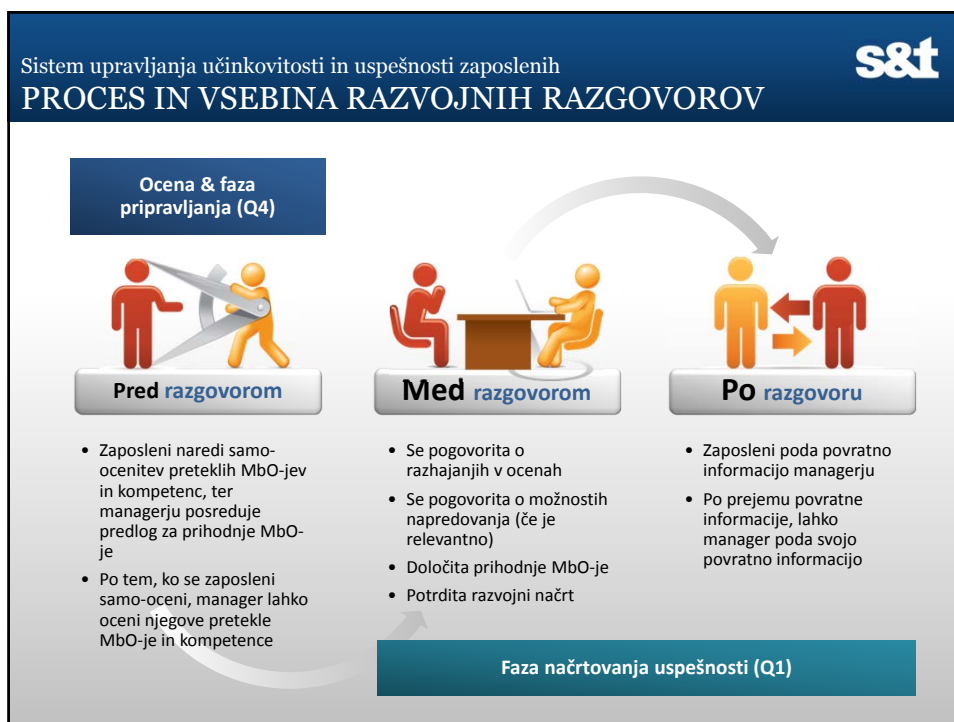 Sistem upravljanja učinkovitosti in uspešnosti zaposlenih
PROCES IN VSEBINA RAZVOJNIH RAZGOVOROV
s&t
Ocena & faza
pripravljanja (Q4)
Pred razgovorom
• Zaposleni naredi samo-
ocenitev preteklih MbO-jev
in kompetenc, ter
managerju posreduje
predlog za prihodnje MbO-
je
• Po tem, ko se zaposleni
samo-oceni, manager lahko
oceni njegove pretekle
MbO-je in kompetence
Med razgovorom
• Se pogovorita o
razhajanjih v ocenah
• Se pogovorita o možnostih
napredovanja (če je
relevantno)
• Določita prihodnje MbO-je
• Potrdita razvojni načrt
Po razgovoru
• Zaposleni poda povratno
informacijo managerju
• Po prejemu povratne
informacije, lahko
manager poda svojo
povratno informacijo
Faza načrtovanja uspešnosti (Q1)